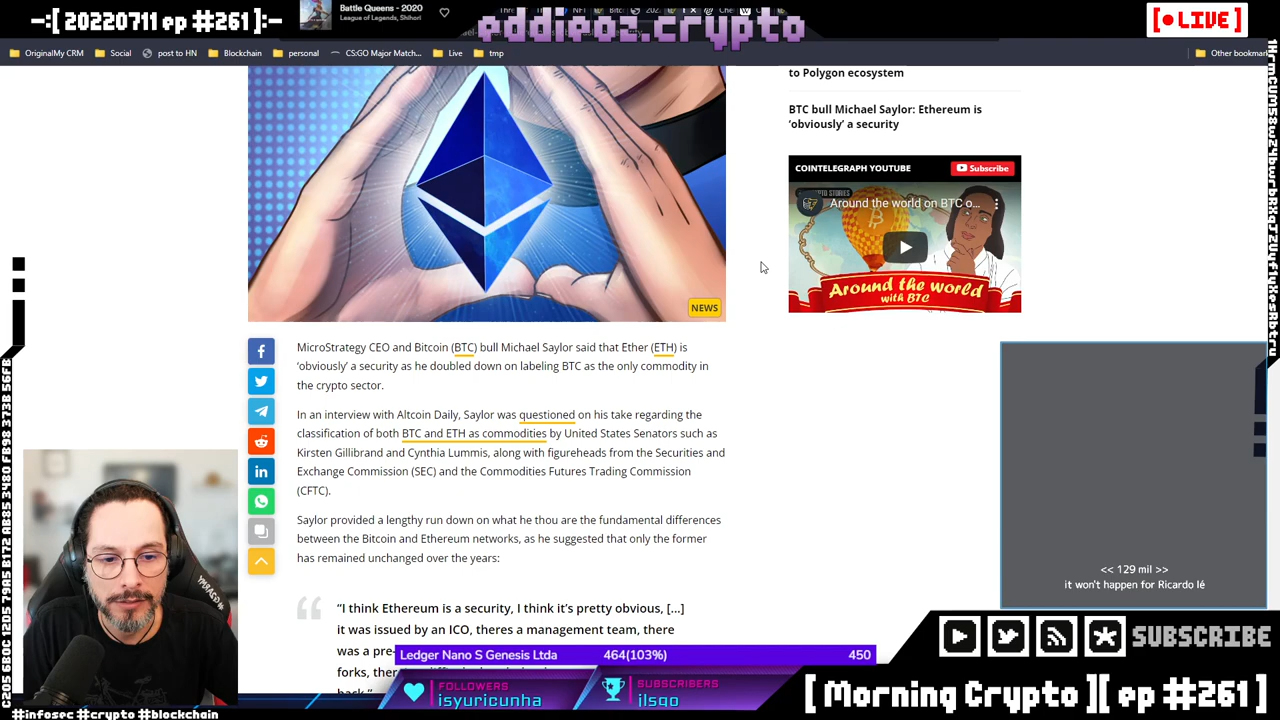 -:[ 20220711 ep #261 ]:-
Battle Queens - 2020
League of Legends, Shihori
eddieoz.crypto
[● LIVE ]
OriginalMy CRM
Social
post to HN
Blockchain
personal
CS:GO Major Match...
Live
tmp
Other bookmar
to Polygon ecosystem
BTC bull Michael Saylor: Ethereum is
‘obviously’ a security
COINTELEGRAPH YOUTUBE
Subscribe
Around the world on BTC o...
Around the world
with BTC
NEWS
MicroStrategy CEO and Bitcoin (BTC) bull Michael Saylor said that Ether (ETH) is
‘obviously’ a security as he doubled down on labeling BTC as the only commodity in
the crypto sector.
In an interview with Altcoin Daily, Saylor was questioned on his take regarding the
classification of both BTC and ETH as commodities by United States Senators such as
Kirsten Gillibrand and Cynthia Lummis, along with figureheads from the Securities and
Exchange Commission (SEC) and the Commodities Futures Trading Commission
(CFTC).
Saylor provided a lengthy run down on what he thou are the fundamental differences
between the Bitcoin and Ethereum networks, as he suggested that only the former
has remained unchanged over the years:
“I think Ethereum is a security, I think it’s pretty obvious, [...]
it was issued by an ICO, theres a management team, there
was a pre-
forks, ther
back.”
<< 129 mil >>
it won't happen for Ricardo lé
Ledger Nano S Genesis Ltda 464(103%) 450
FOLLOWERS
isyuricunha
SUBSCRIBERS
ilsqo
SUBSCRIBE
[ Morning Crypto ][ ep #261 ]
#infosec #crypto #blockchain